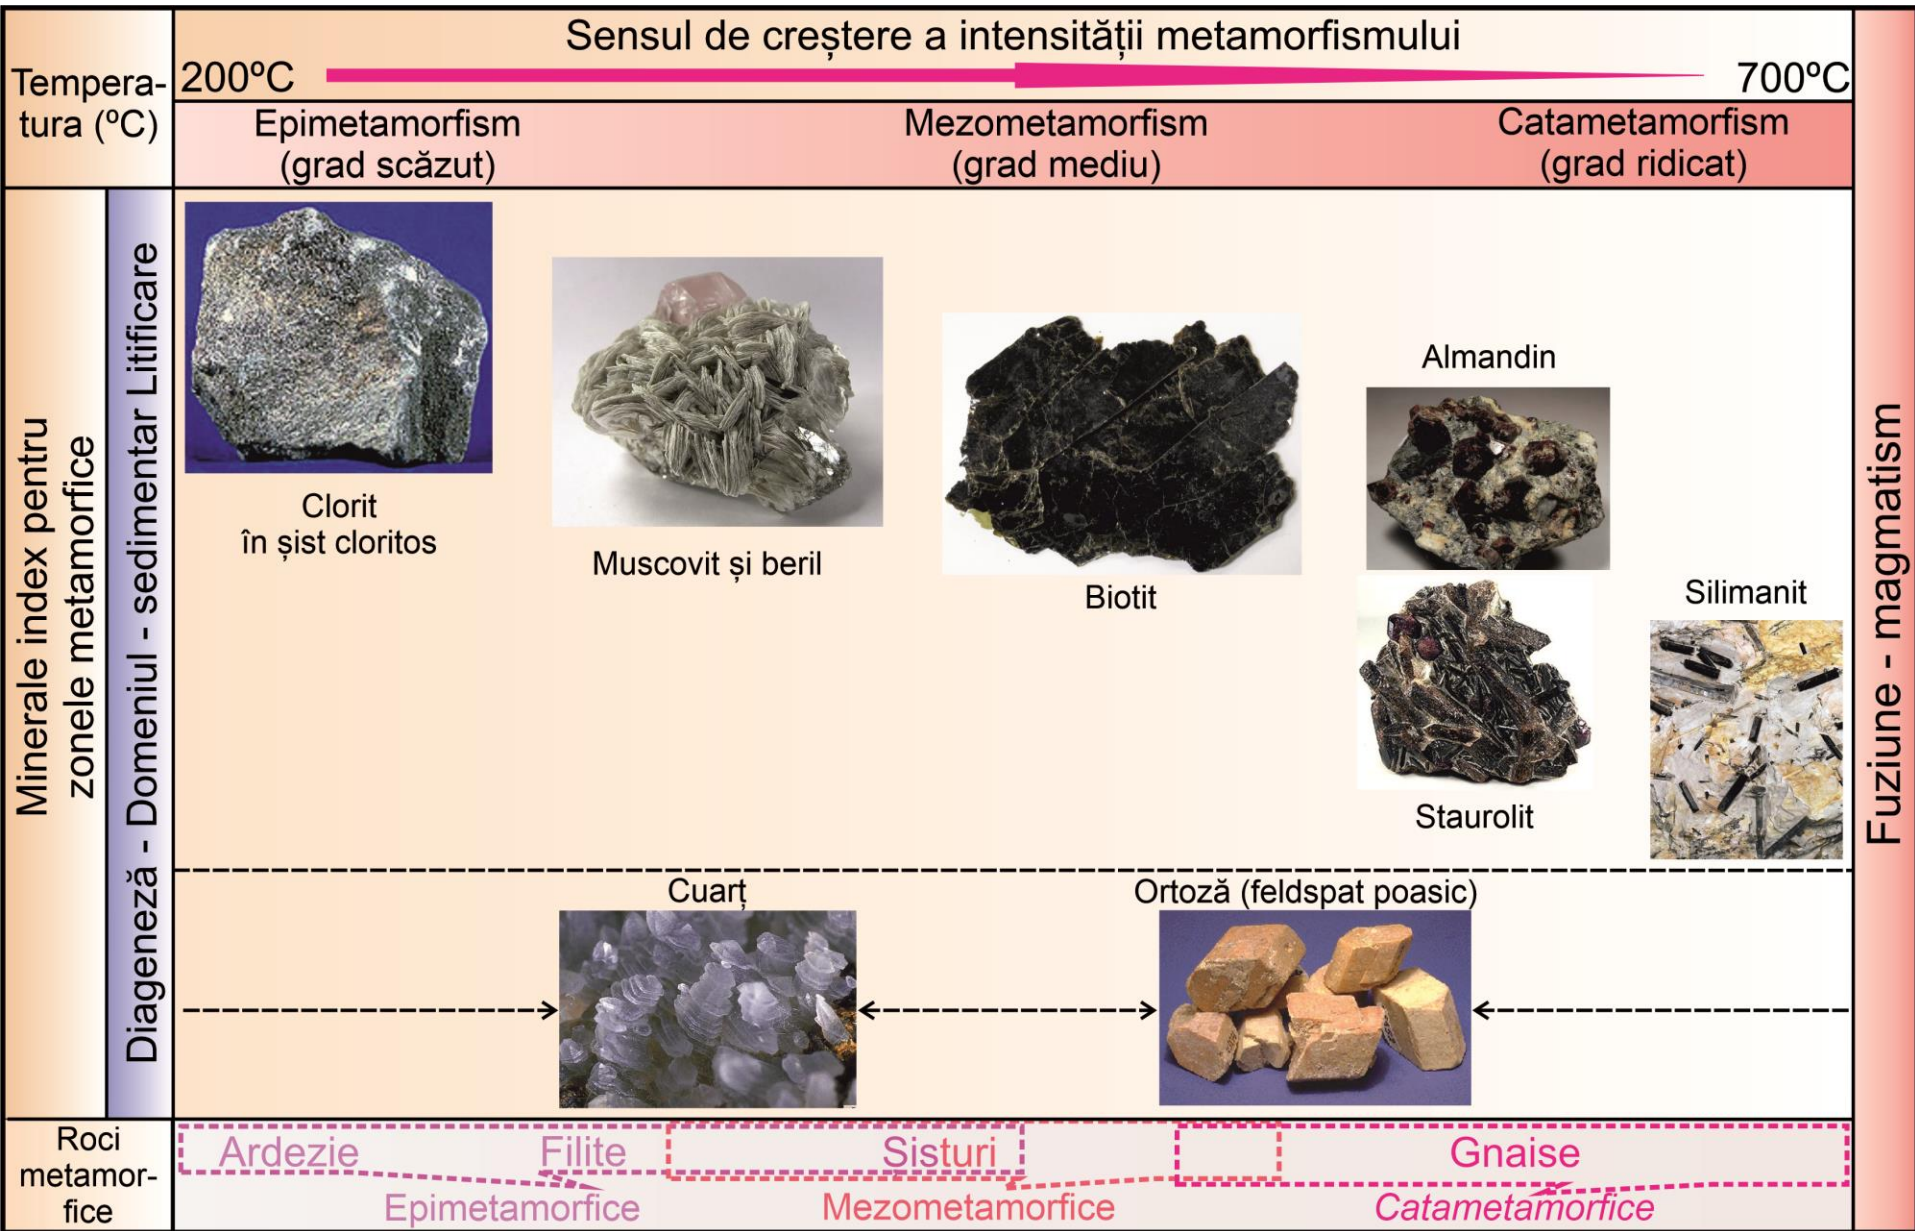 Sensul de creștere a intensității metamorfismului
Tempera-
tura (ºC)
200ºC
700ºC
Epimetamorfism
(grad scăzut)
Mezometamorfism
(grad mediu)
Catametamorfism
(grad ridicat)
Minerale index pentru
zonele metamorfice
Diageneză - Domeniul - sedimentar Litificare
Clorit
în șist cloritos
Muscovit și beril
Biotit
Almandin
Staurolit
Silimanit
Fuziune - magmatism
Cuarț
Ortoză (feldspat poasic)
Roci
metamor-
fice
Ardezie
Filite
Sisturi
Gnaise
Epimetamorfice
Mezometamorfice
Catametamorfice